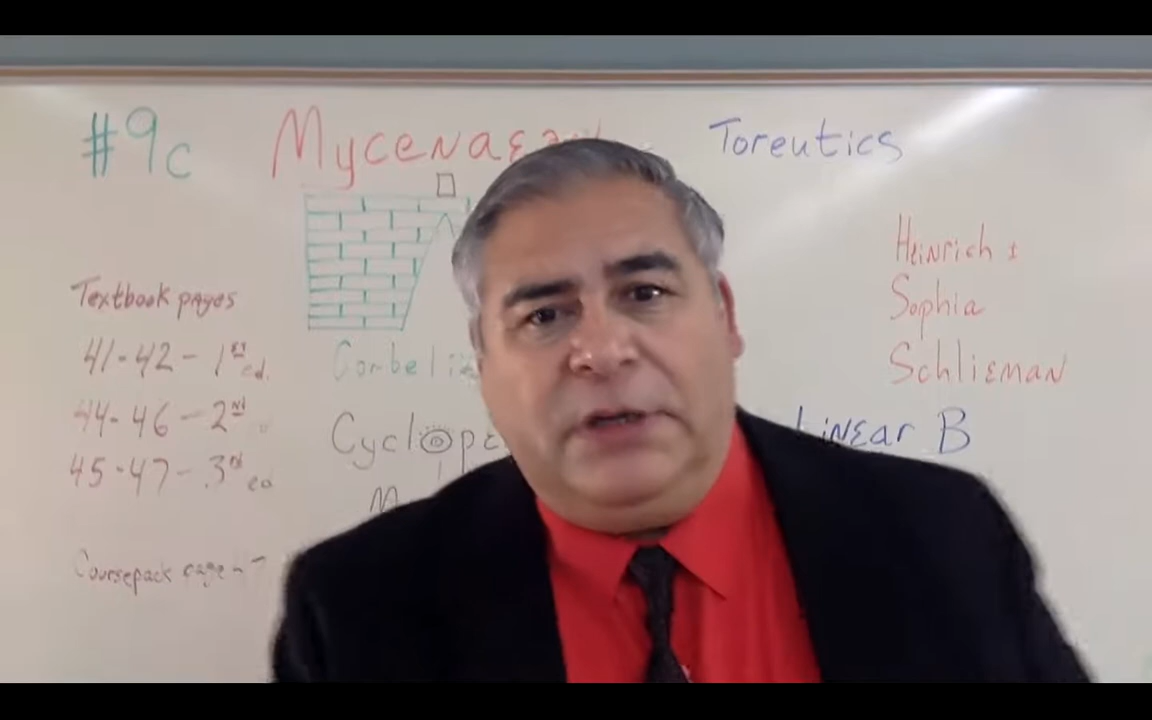 #9c
Toreutics
Heinrich &
Sophia
Schlieman
Textbook pages
41-42 - 1st ed.
44-46 - 2nd
45-47 - 3rd ed
Linear B
Coursepack page